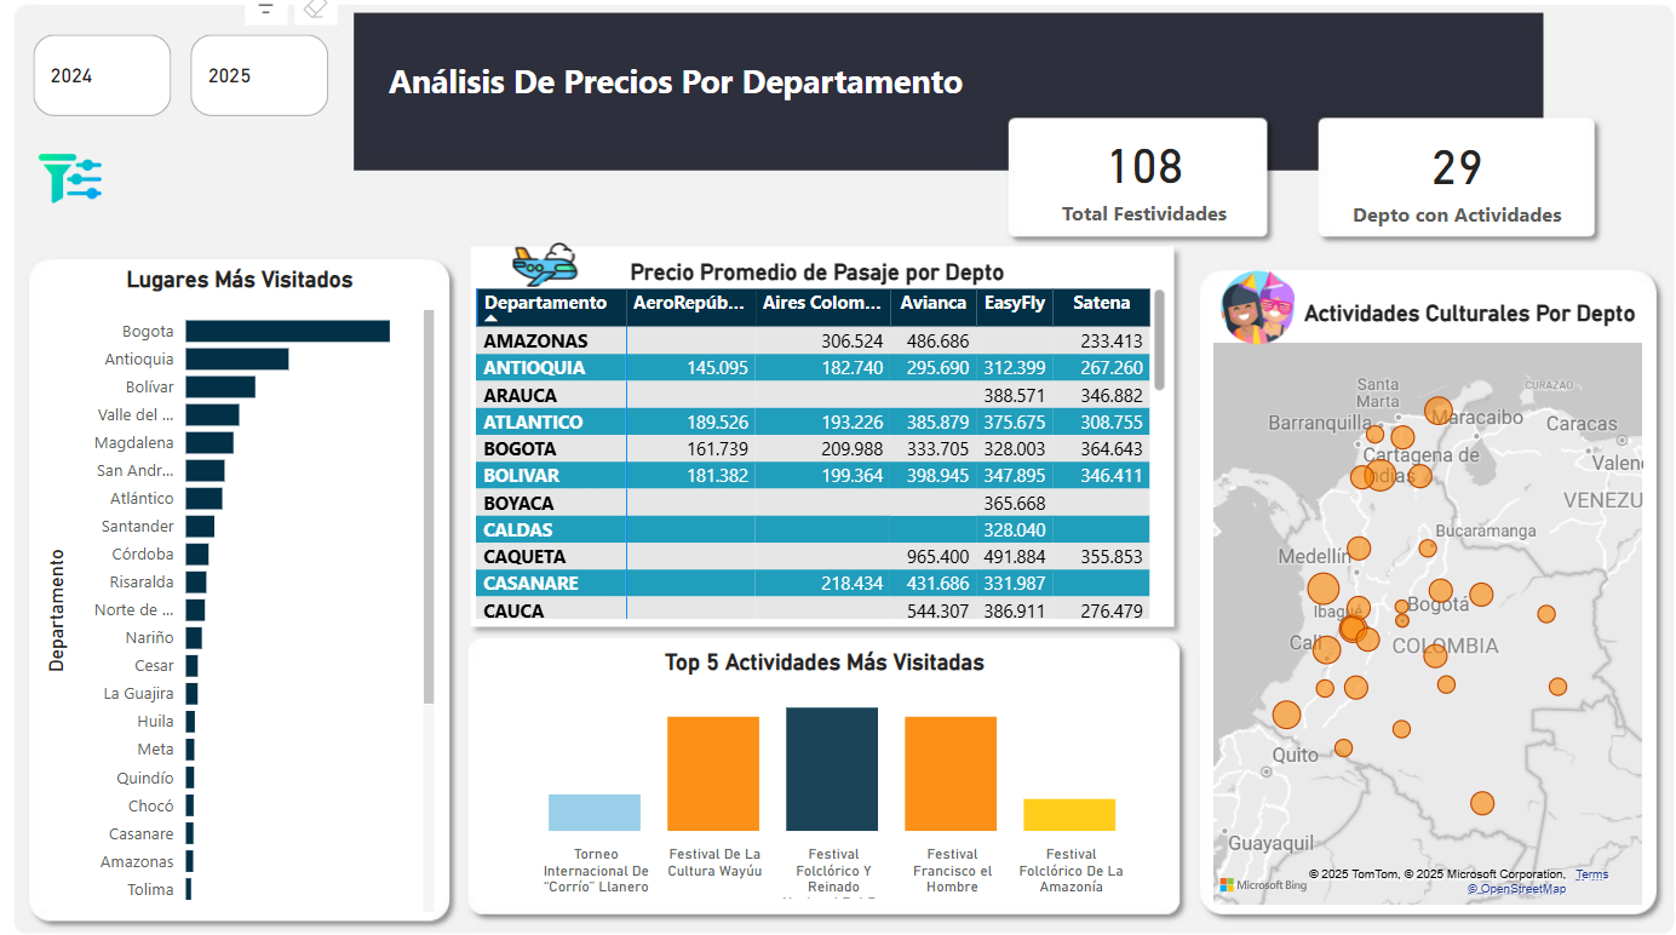 2024
2025
Análisis De Precios Por Departamento
108
Total Festividades
29
Depto con Actividades
Lugares Más Visitados
Departamento
Bogota
Antioquia
Bolívar
Valle del ...
Magdalena
San Andr...
Atlántico
Santander
Córdoba
Risaralda
Norte de ...
Nariño
Cesar
La Guajira
Huila
Meta
Quindío
Chocó
Casanare
Amazonas
Tolima
Precio Promedio de Pasaje por Depto
Departamento AeroRepúb... Aires Colom... Avianca EasyFly Satena
AMAZONAS 306.524 486.686 233.413
ANTIOQUIA 145.095 182.740 295.690 312.399 267.260
ARAUCA 388.571 346.882
ATLANTICO 189.526 193.226 385.879 375.675 308.755
BOGOTA 161.739 209.988 333.705 328.003 364.643
BOLIVAR 181.382 199.364 398.945 347.895 346.411
BOYACA 365.668
CALDAS 328.040
CAQUETA 965.400 491.884 355.853
CASANARE 218.434 431.686 331.987
CAUCA 544.307 386.911 276.479
Top 5 Actividades Más Visitadas
Torneo
Internacional De
“Corrío” Llanero
Festival De La
Cultura Wayúu
Festival
Folclórico Y
Reinado
Festival
Francisco el
Hombre
Festival
Folclórico De La
Amazonía
Actividades Culturales Por Depto
Santa
Marta
CURAZAO
Barranquilla
Maracaibo
Caracas
Cartagena de
Indias
Valen
VENEZU
Bucaramanga
Medellín
Ibagué
Bogotá
Cali
COLOMBIA
Quito
Guayaquil
Microsoft Bing
© 2025 TomTom, © 2025 Microsoft Corporation, Terms
© OpenStreetMap